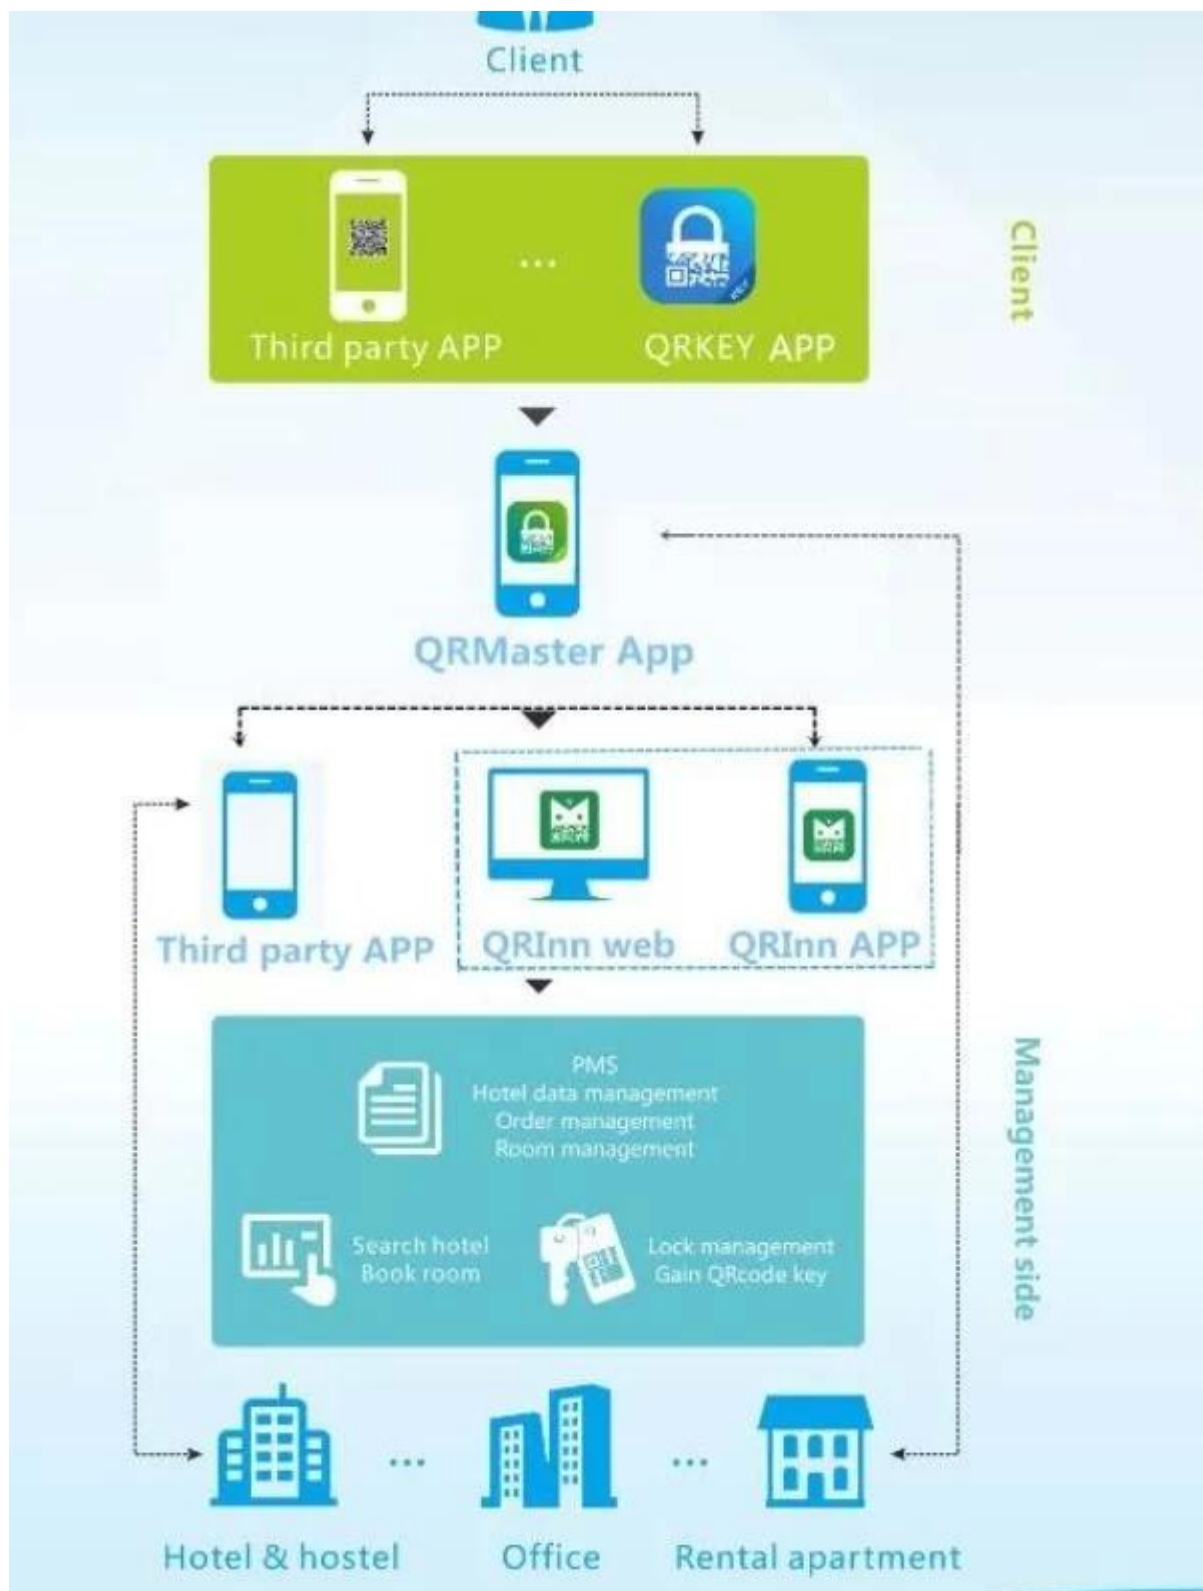 Client
Third party APP
...
QRKEY APP
Client
QRMaster App
Third party APP
QRInn web
QRInn APP
PMS
Hotel data management
Order management
Room management
Search hotel
Book room
Lock management
Gain QRcode key
Management side
...
...
Hotel & hostel
Office
Rental apartment